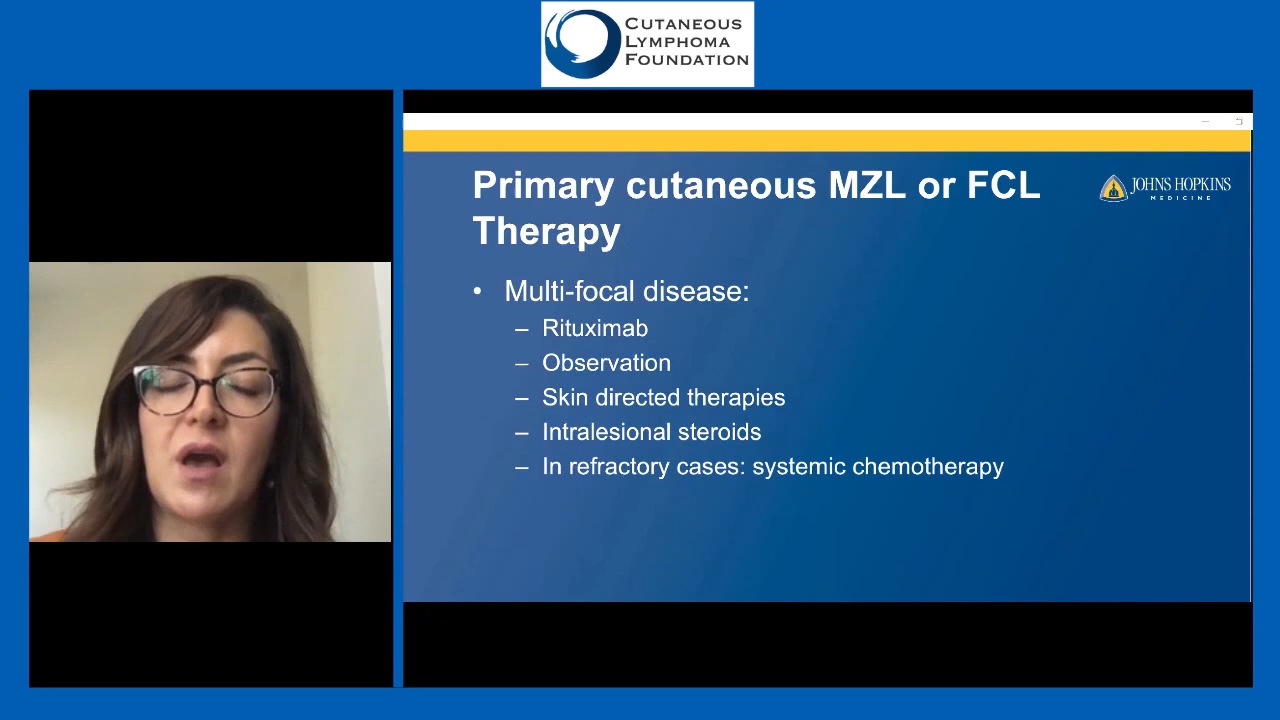 CUTANEOUS
LYMPHOMA
FOUNDATION
Primary cutaneous MZL or FCL
Therapy
JOHNS HOPKINS
MEDICINE
• Multi-focal disease:
– Rituximab
– Observation
– Skin directed therapies
– Intralesional steroids
– In refractory cases: systemic chemotherapy